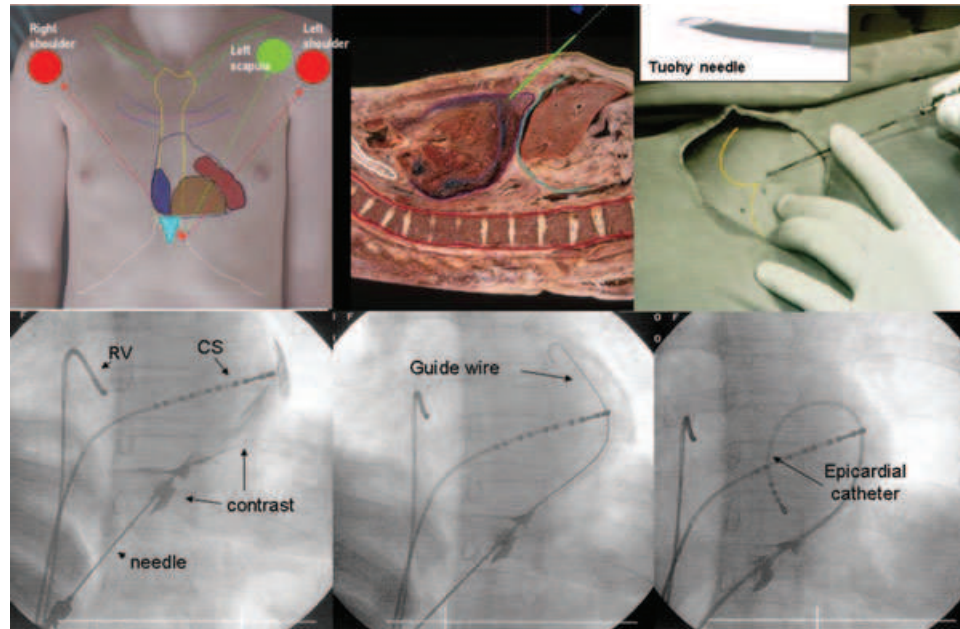 Right
shoulder
Left
scapula
Left
shoulder
Tuohy needle
F
RV
CS
contrast
needle
F
Guide wire
F
Epicardial
catheter